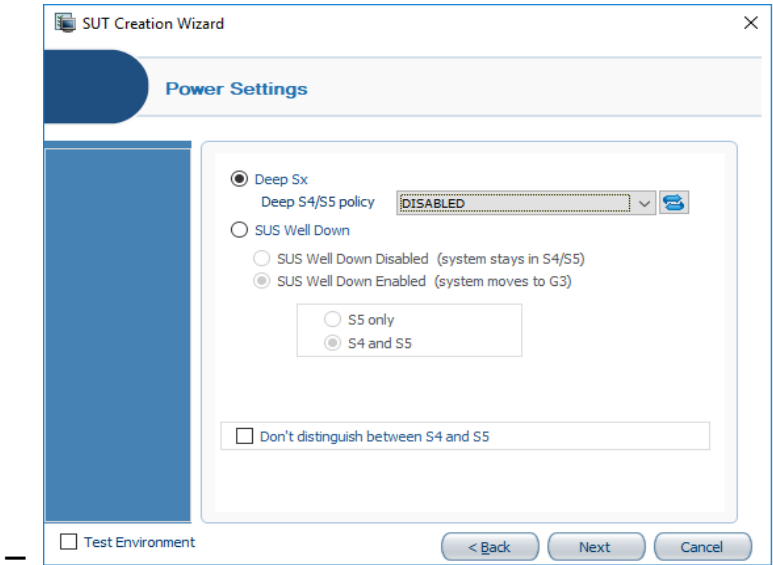 SUT Creation Wizard
Power Settings
Deep Sx
Deep S4/S5 policy DISABLED
SUS Well Down
SUS Well Down Disabled (system stays in S4/S5)
SUS Well Down Enabled (system moves to G3)
S5 only
S4 and S5
Don't distinguish between S4 and S5
Test Environment
< Back Next Cancel